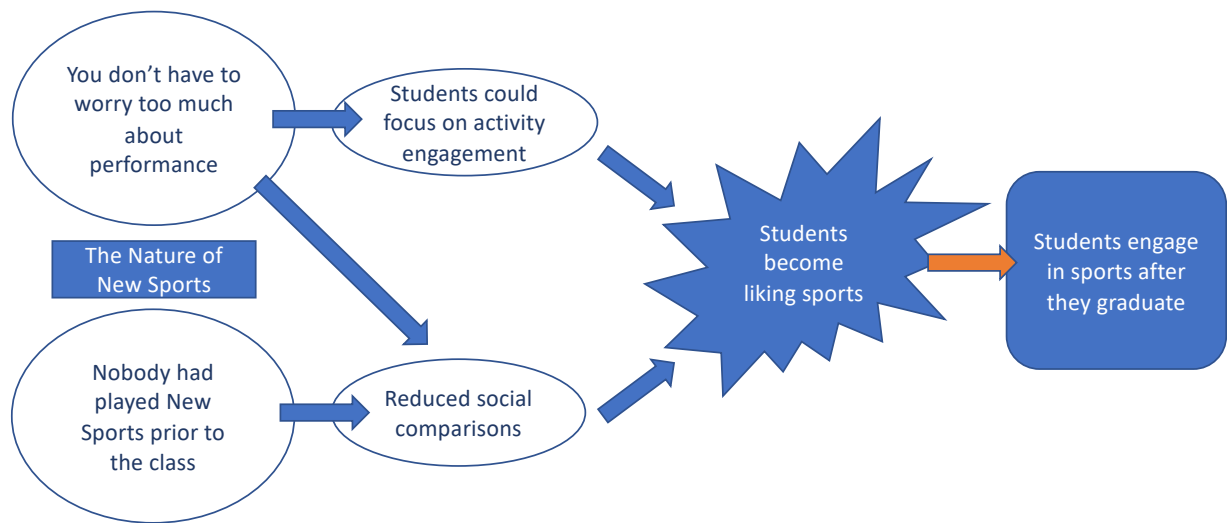 You don’t have to
worry too much
about
performance
Students could
focus on activity
engagement
The Nature of
New Sports
Nobody had
played New
Sports prior to
the class
Reduced social
comparisons
Students
become
liking sports
Students engage
in sports after
they graduate